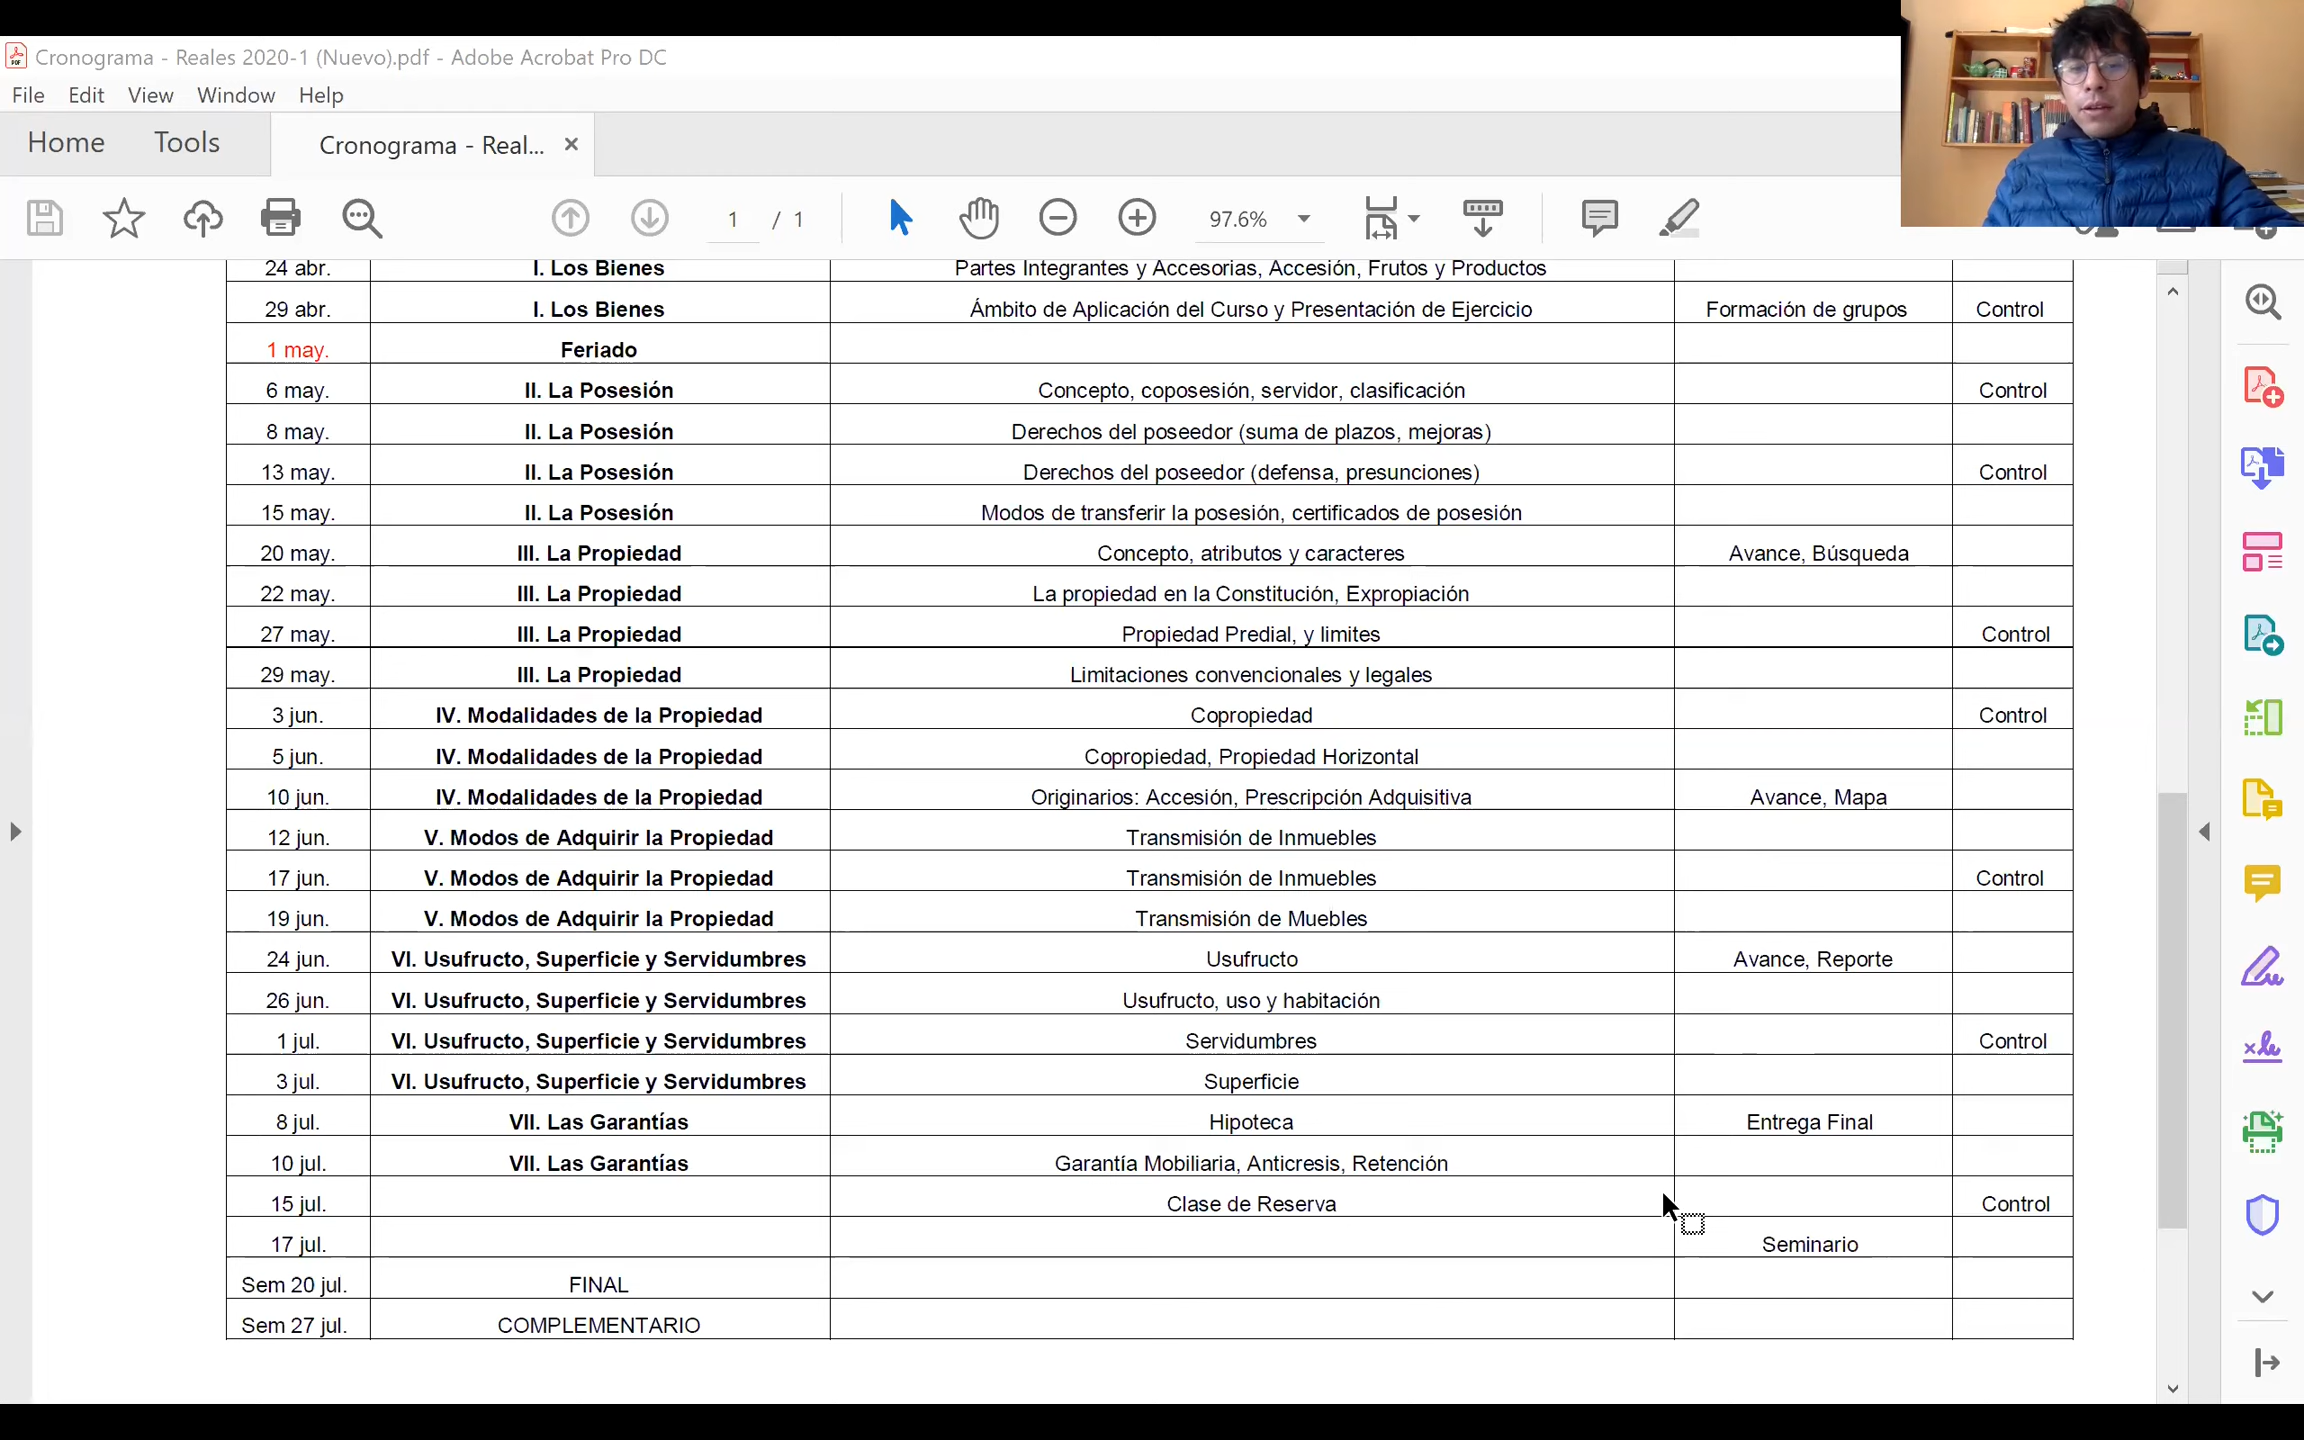 Cronograma - Reales 2020-1 (Nuevo).pdf - Adobe Acrobat Pro DC
File Edit View Window Help
Home Tools Cronograma - Real... ×
1 / 1 97.6%
24 abr. I. Los Bienes Partes Integrantes y Accesorias, Accesión, Frutos y Productos
29 abr. I. Los Bienes Ámbito de Aplicación del Curso y Presentación de Ejercicio Formación de grupos Control
1 may. Feriado
6 may. II. La Posesión Concepto, coposesión, servidor, clasificación Control
8 may. II. La Posesión Derechos del poseedor (suma de plazos, mejoras)
13 may. II. La Posesión Derechos del poseedor (defensa, presunciones) Control
15 may. II. La Posesión Modos de transferir la posesión, certificados de posesión
20 may. III. La Propiedad Concepto, atributos y caracteres Avance, Búsqueda
22 may. III. La Propiedad La propiedad en la Constitución, Expropiación
27 may. III. La Propiedad Propiedad Predial, y limites Control
29 may. III. La Propiedad Limitaciones convencionales y legales
3 jun. IV. Modalidades de la Propiedad Copropiedad Control
5 jun. IV. Modalidades de la Propiedad Copropiedad, Propiedad Horizontal
10 jun. IV. Modalidades de la Propiedad Originarios: Accesión, Prescripción Adquisitiva Avance, Mapa
12 jun. V. Modos de Adquirir la Propiedad Transmisión de Inmuebles
17 jun. V. Modos de Adquirir la Propiedad Transmisión de Inmuebles Control
19 jun. V. Modos de Adquirir la Propiedad Transmisión de Muebles
24 jun. VI. Usufructo, Superficie y Servidumbres Usufructo Avance, Reporte
26 jun. VI. Usufructo, Superficie y Servidumbres Usufructo, uso y habitación
1 jul. VI. Usufructo, Superficie y Servidumbres Servidumbres Control
3 jul. VI. Usufructo, Superficie y Servidumbres Superficie
8 jul. VII. Las Garantías Hipoteca Entrega Final
10 jul. VII. Las Garantías Garantía Mobiliaria, Anticresis, Retención
15 jul. Clase de Reserva Control
17 jul. Seminario
Sem 20 jul. FINAL
Sem 27 jul. COMPLEMENTARIO